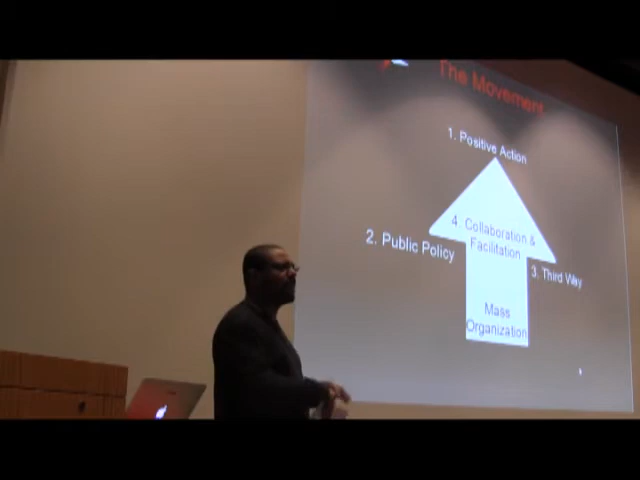 The Movement
1. Positive Action
2. Public Policy
4. Collaboration &
Facilitation
3. Third Way
Mass
Organization